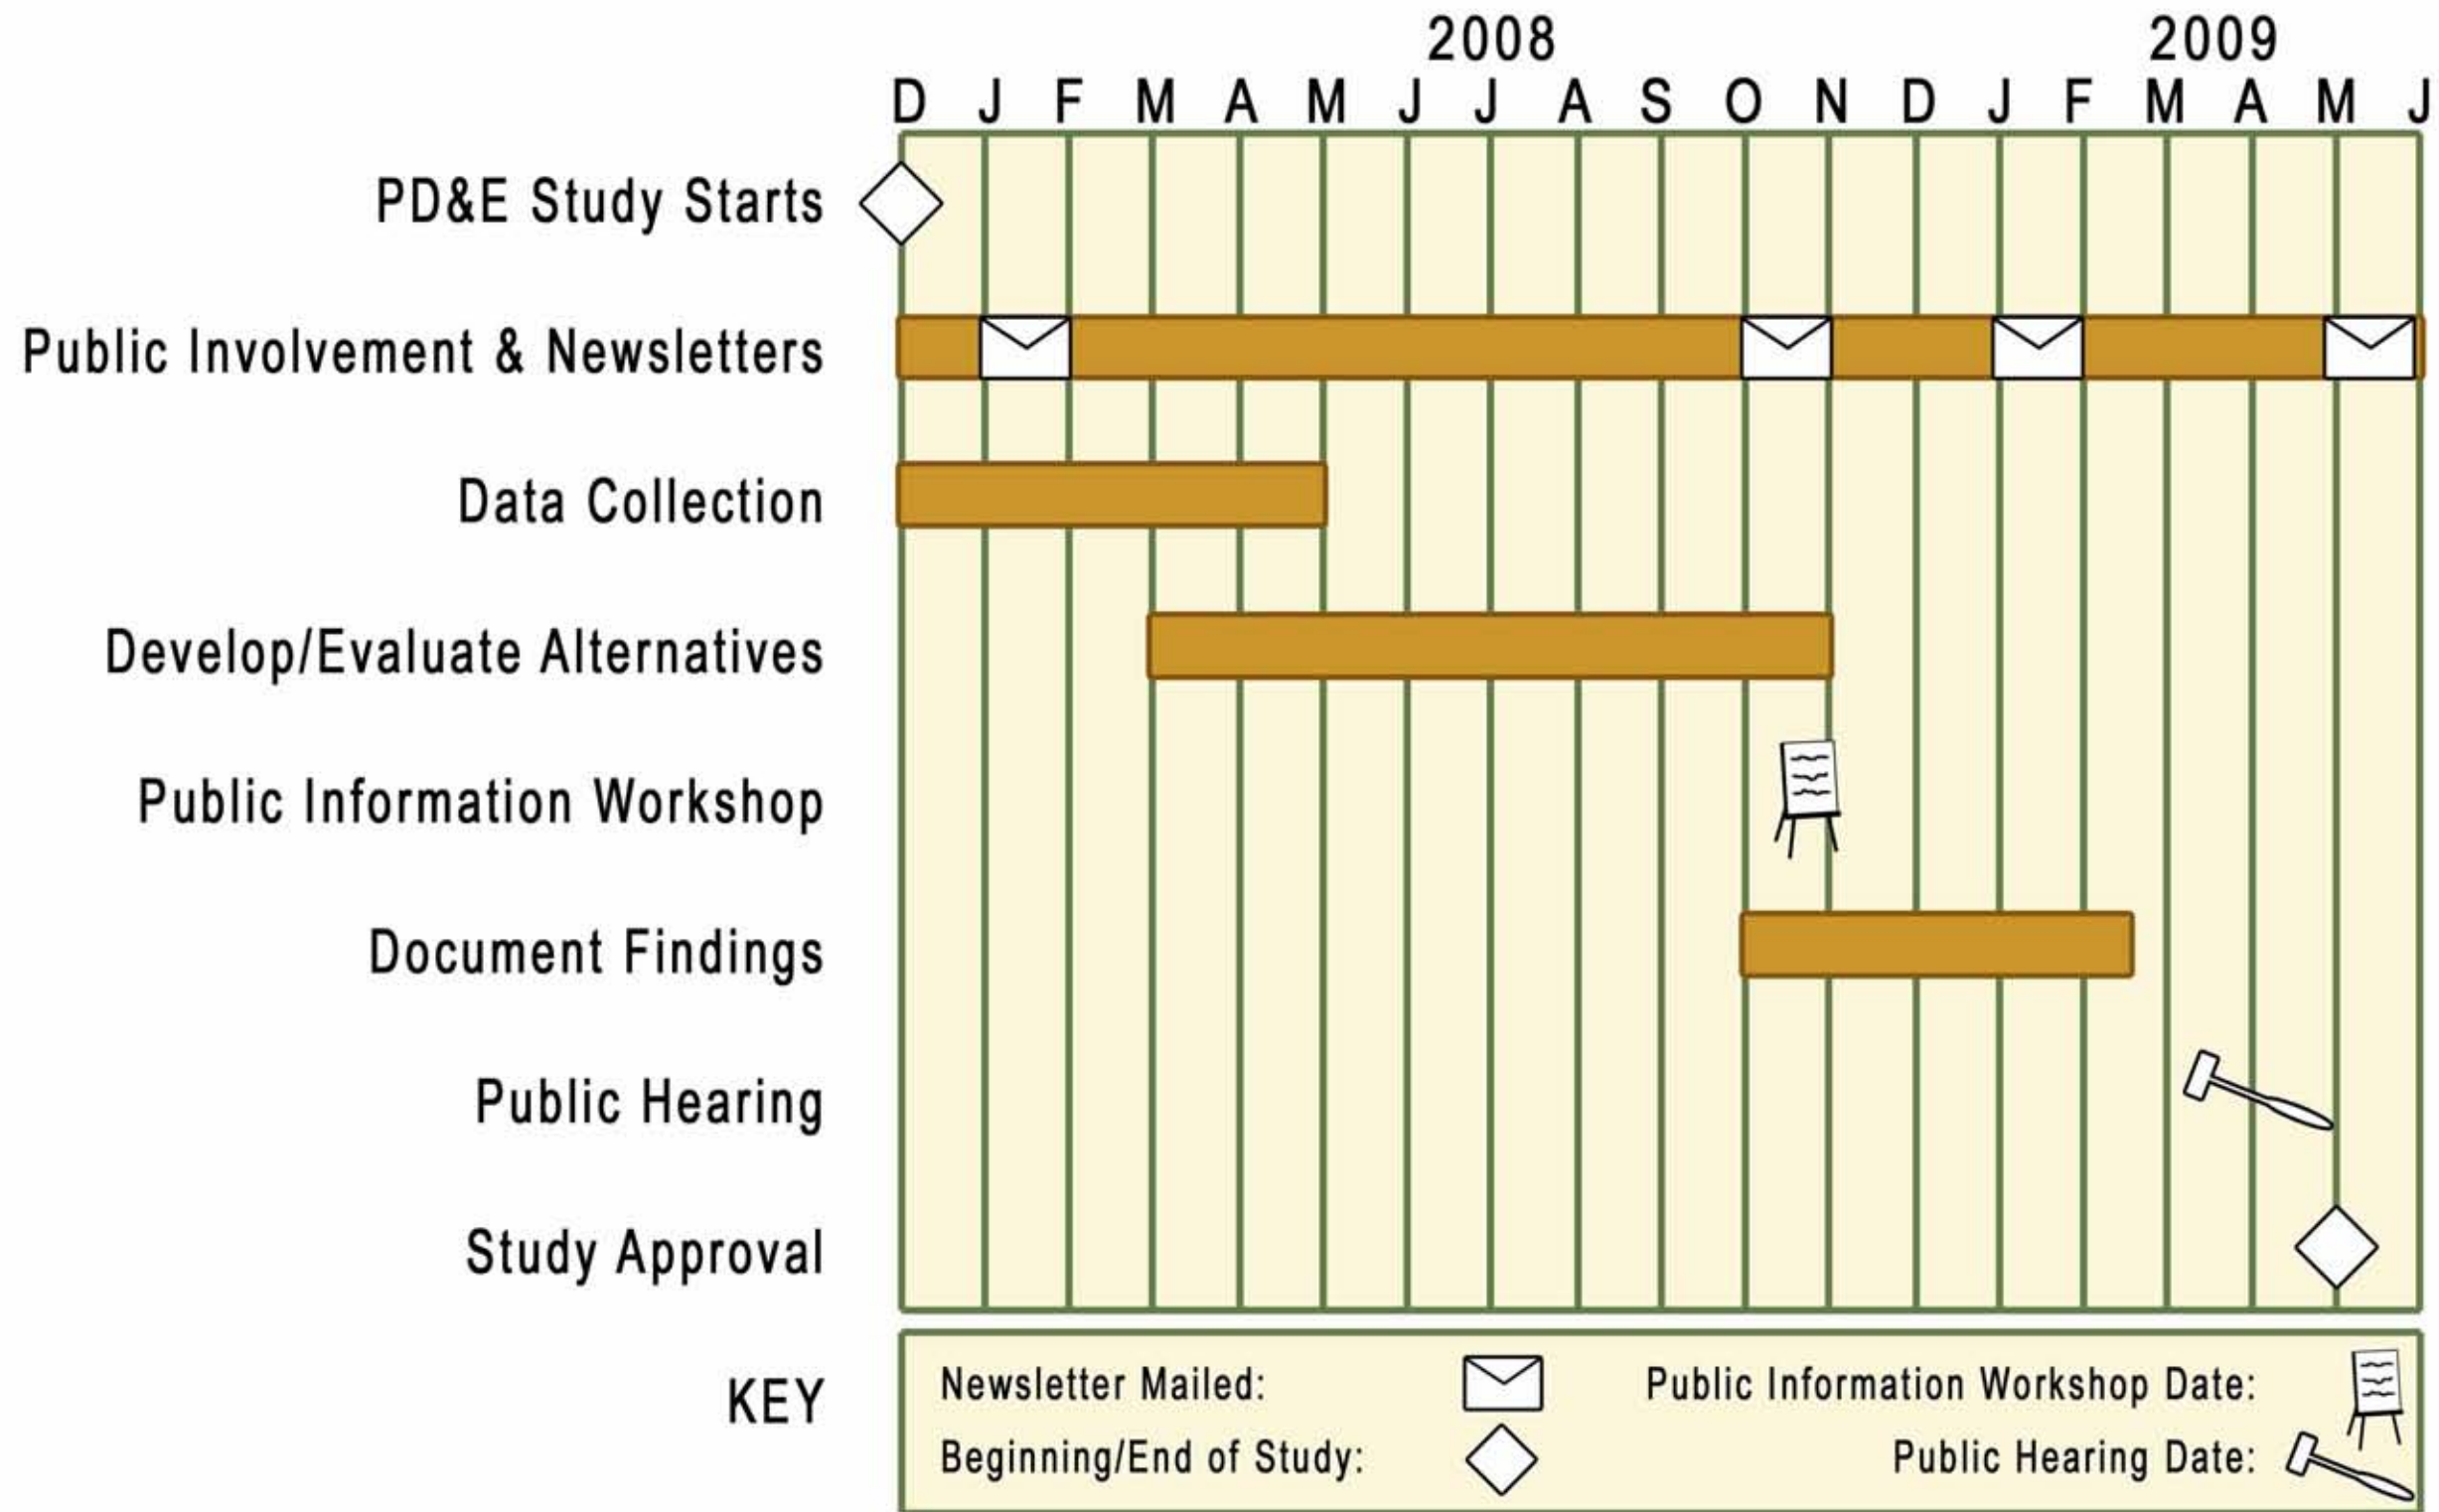 2008 2009
D J F M A M J J A S O N D J F M A M J
PD&E Study Starts
Public Involvement & Newsletters
Data Collection
Develop/Evaluate Alternatives
Public Information Workshop
Document Findings
Public Hearing
Study Approval
KEY
Newsletter Mailed: Public Information Workshop Date:
Beginning/End of Study: Public Hearing Date: